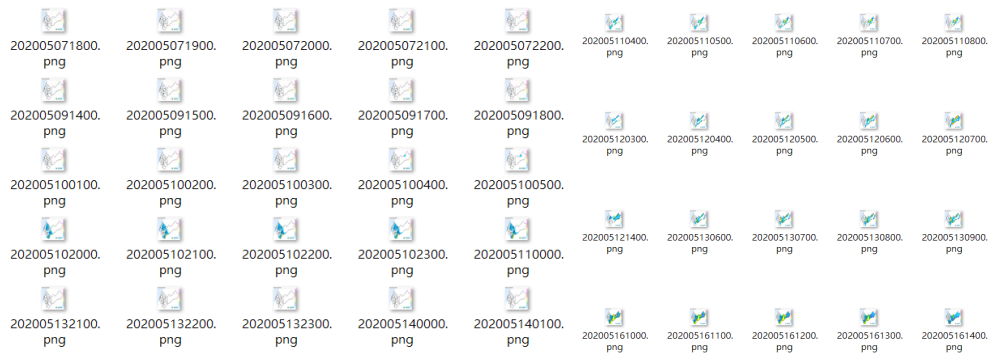 202005071800. 202005071900. 202005072000. 202005072100. 202005072200.
png png png png png
202005091400. 202005091500. 202005091600. 202005091700. 202005091800.
png png png png png
202005100100. 202005100200. 202005100300. 202005100400. 202005100500.
png png png png png
202005102000. 202005102100. 202005102200. 202005102300. 202005110000.
png png png png png
202005132100. 202005132200. 202005132300. 202005140000. 202005140100.
png png png png png
202005110400. 202005110500. 202005110600. 202005110700. 202005110800.
png png png png png
202005120300. 202005120400. 202005120500. 202005120600. 202005120700.
png png png png png
202005121400. 202005130600. 202005130700. 202005130800. 202005130900.
png png png png png
202005161000. 202005161100. 202005161200. 202005161300. 202005161400.
png png png png png